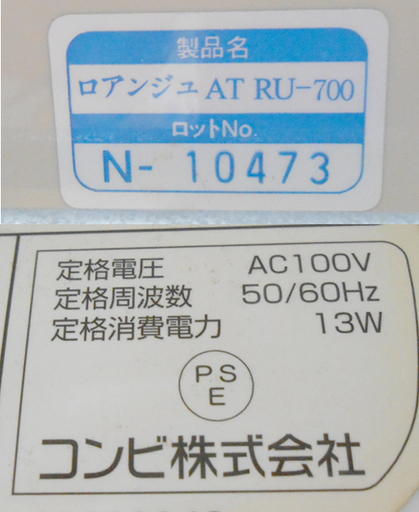 製品名
ロアンジュ AT RU-700
ロットNo.
N- 10473
定格電圧 AC100V
定格周波数 50/60Hz
定格消費電力 13W
PS
E
コンビ株式会社